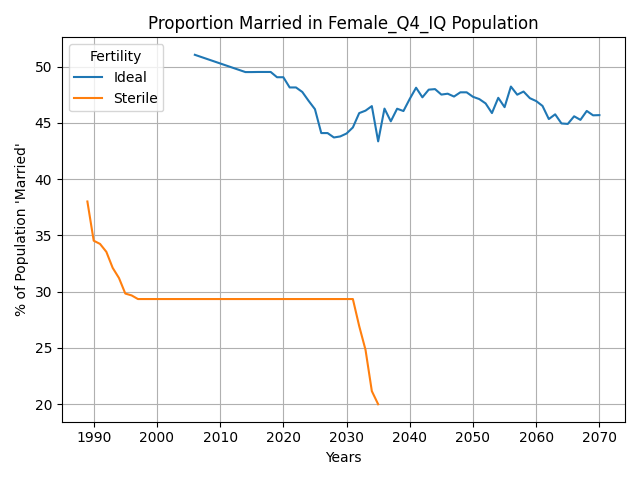 Proportion Married in Female_Q4_IQ Population
Fertility
Ideal
Sterile
% of Population 'Married'
50
45
40
35
30
25
20
1990 2000 2010 2020 2030 2040 2050 2060 2070
Years